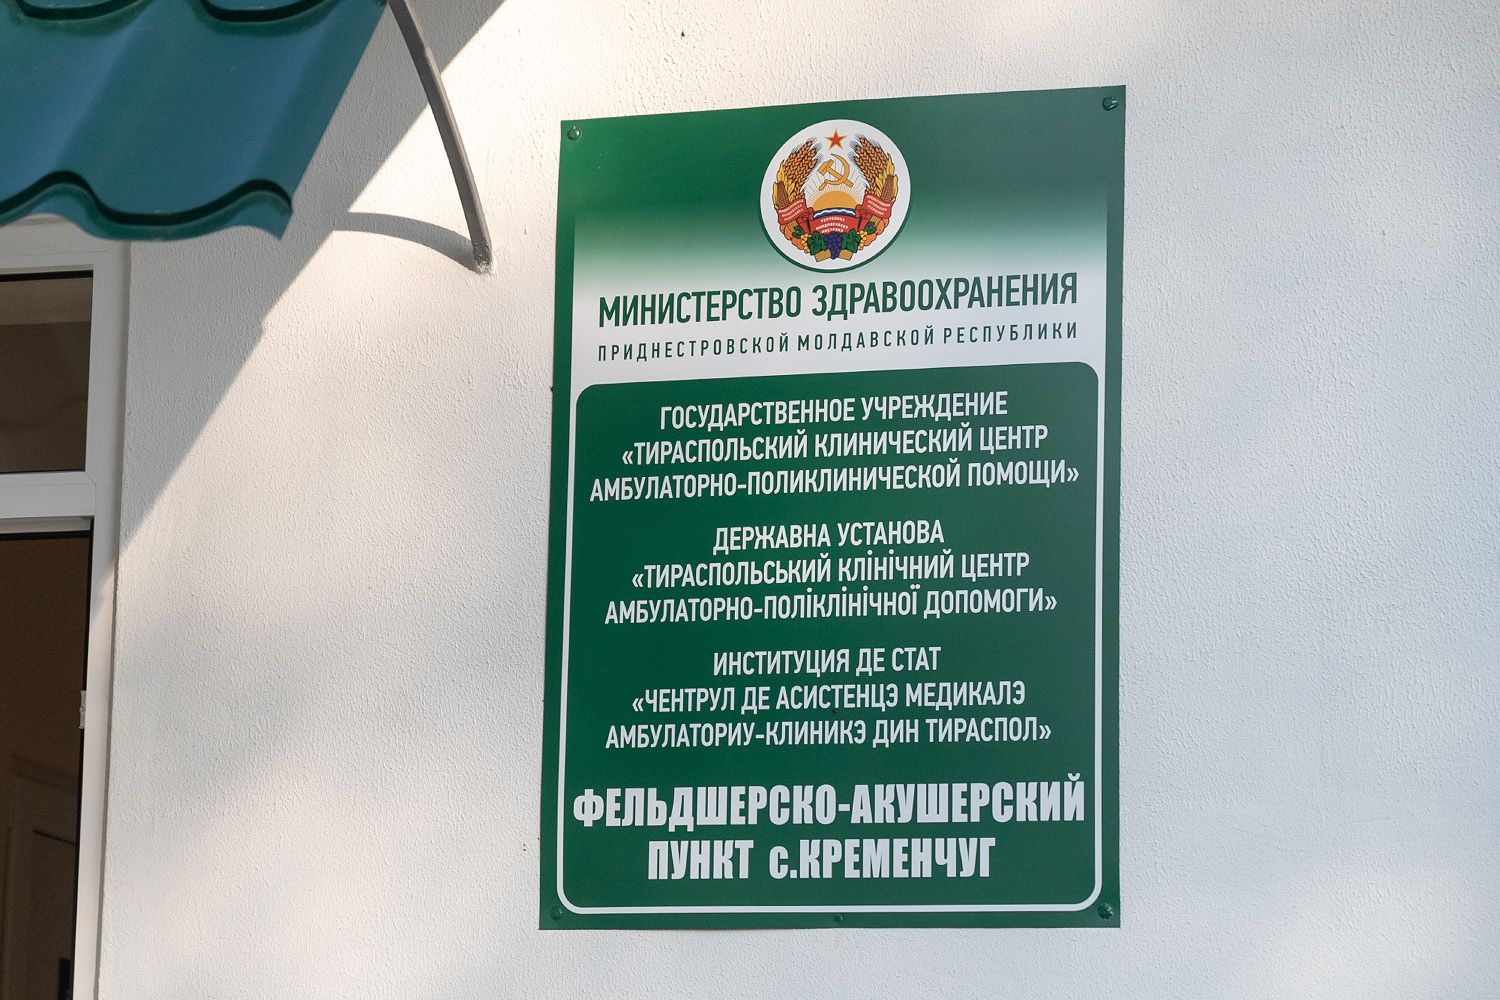 МИНИСТЕРСТВО ЗДРАВООХРАНЕНИЯ
ПРИДНЕСТРОВСКОЙ МОЛДАВСКОЙ РЕСПУБЛИКИ
ГОСУДАРСТВЕННОЕ УЧРЕЖДЕНИЕ
«ТИРАСПОЛЬСКИЙ КЛИНИЧЕСКИЙ ЦЕНТР
АМБУЛАТОРНО-ПОЛИКЛИНИЧЕСКОЙ ПОМОЩИ»
ДЕРЖАВНА УСТАНОВА
«ТИРАСПОЛЬСЬКИЙ КЛіНіЧНИЙ ЦЕНТР
АМБУЛАТОРНО-ПОЛіКЛіНіЧНОЇ ДОПОМОГИ»
ИНСТИТУЦИЯ ДЕ СТАТ
«ЧЕНТРУЛ ДЕ АСИСТЕНЦЭ МЕДИКАЛЭ
АМБУЛАТОРИУ-КЛИНИКЭ ДИН ТИРАСПОЛ»
ФЕЛЬДШЕРСКО-АКУШЕРСКИЙ
ПУНКТ с.КРЕМЕНЧУГ